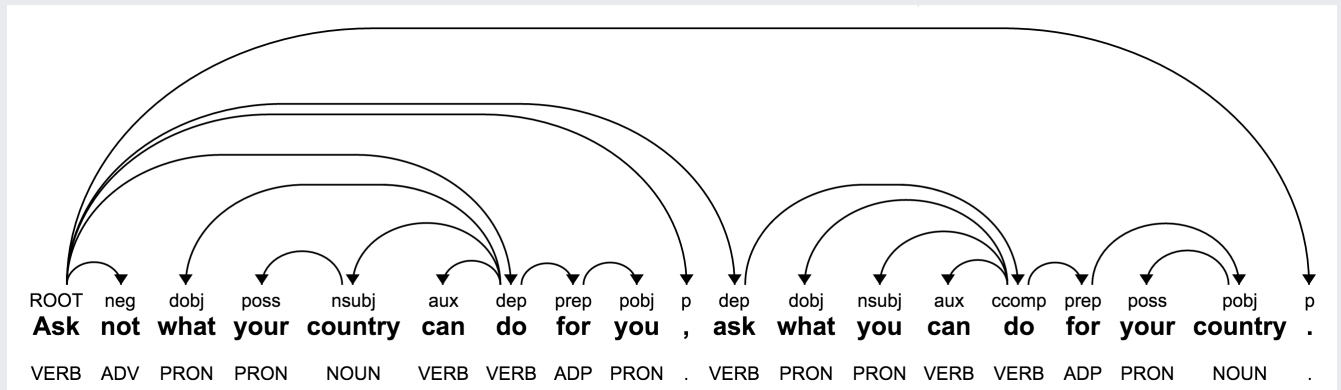 ROOT neg dobj poss nsubj aux dep prep pobj p dep dobj nsubj aux ccomp prep poss pobj p
Ask not what your country can do for you , ask what you can do for your country .
VERB ADV PRON PRON NOUN VERB VERB ADP PRON . VERB PRON PRON VERB VERB ADP PRON NOUN .